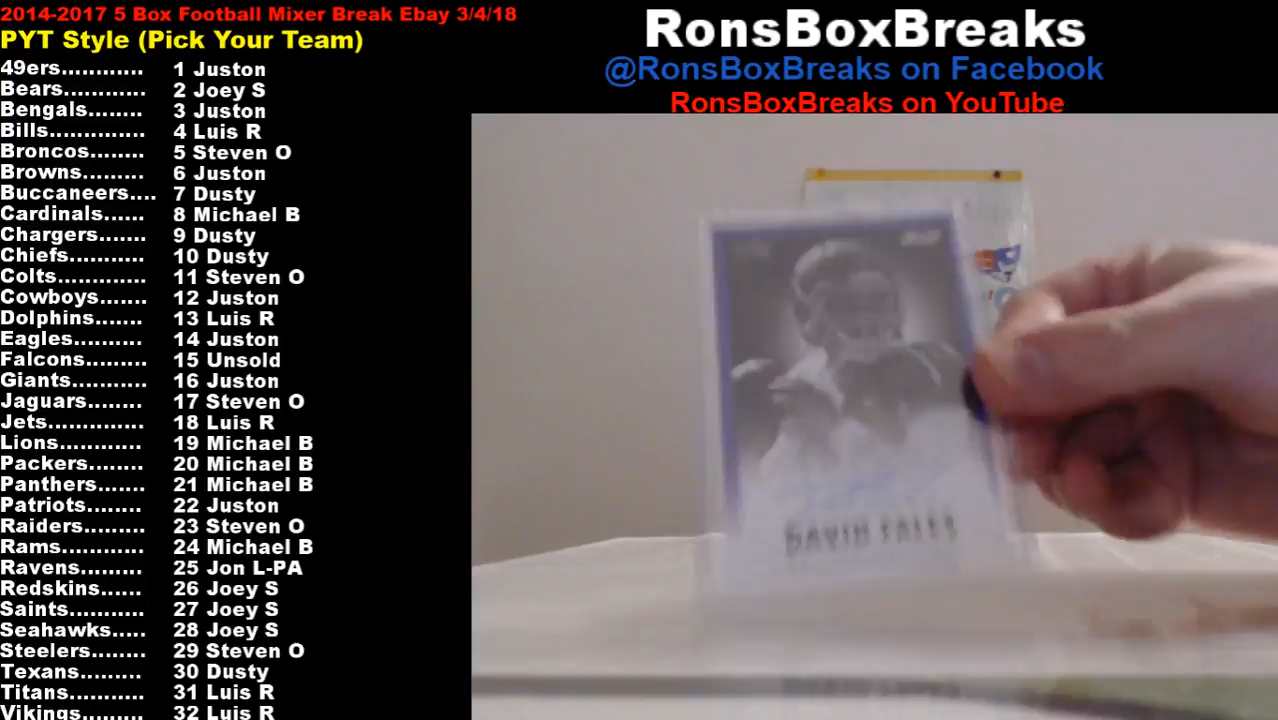 2014-2017 5 Box Football Mixer Break Ebay 3/4/18
PYT Style (Pick Your Team)
49ers............ 1 Juston
Bears............ 2 Joey S
Bengals........ 3 Juston
Bills.............. 4 Luis R
Broncos........ 5 Steven O
Browns......... 6 Juston
Buccaneers.... 7 Dusty
Cardinals...... 8 Michael B
Chargers....... 9 Dusty
Chiefs........... 10 Dusty
Colts............. 11 Steven O
Cowboys....... 12 Juston
Dolphins....... 13 Luis R
Eagles.......... 14 Juston
Falcons......... 15 Unsold
Giants........... 16 Juston
Jaguars........ 17 Steven O
Jets.............. 18 Luis R
Lions............ 19 Michael B
Packers........ 20 Michael B
Panthers....... 21 Michael B
Patriots........ 22 Juston
Raiders......... 23 Steven O
Rams............ 24 Michael B
Ravens......... 25 Jon L-PA
Redskins...... 26 Joey S
Saints........... 27 Joey S
Seahawks..... 28 Joey S
Steelers........ 29 Steven O
Texans......... 30 Dusty
Titans........... 31 Luis R
Vikings......... 32 Luis R
RonsBoxBreaks
@RonsBoxBreaks on Facebook
RonsBoxBreaks on YouTube
DAVID FALES